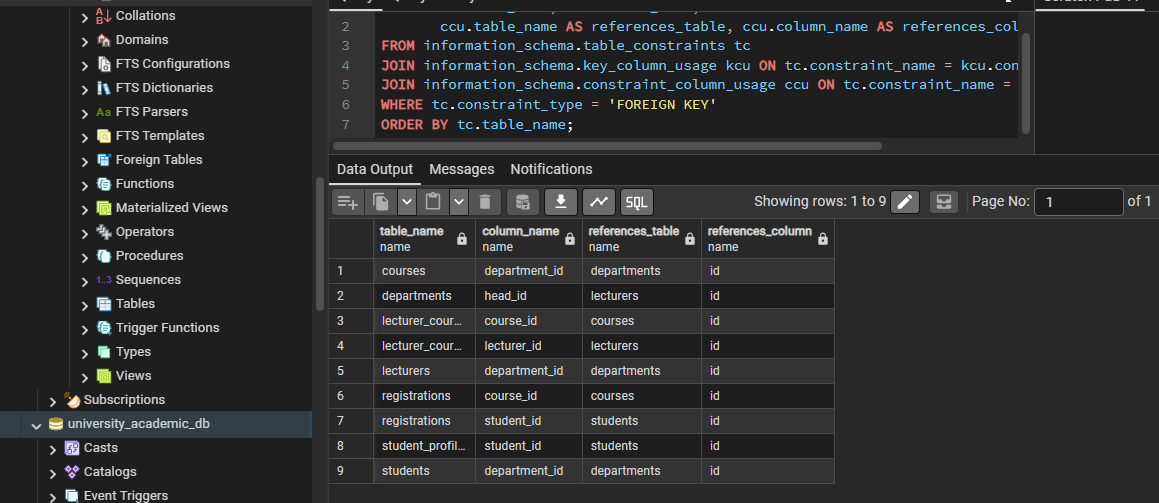 Collations
Domains
FTS Configurations
FTS Dictionaries
Aa FTS Parsers
FTS Templates
Foreign Tables
Functions
Materialized Views
Operators
Procedures
1..3 Sequences
Tables
Trigger Functions
Types
Views
Subscriptions
university_academic_db
Casts
Catalogs
Event Triggers
2 ccu.table_name AS references_table, ccu.column_name AS references_col
3 FROM information_schema.table_constraints tc
4 JOIN information_schema.key_column_usage kcu ON tc.constraint_name = kcu.con
5 JOIN information_schema.constraint_column_usage ccu ON tc.constraint_name =
6 WHERE tc.constraint_type = 'FOREIGN KEY'
7 ORDER BY tc.table_name;
Data Output Messages Notifications
SQL Showing rows: 1 to 9 Page No: 1 of 1
table_name column_name references_table references_column
name name name name
1 courses department_id departments id
2 departments head_id lecturers id
3 lecturer_cour... course_id courses id
4 lecturer_cour... lecturer_id lecturers id
5 lecturers department_id departments id
6 registrations course_id courses id
7 registrations student_id students id
8 student_profil... student_id students id
9 students department_id departments id